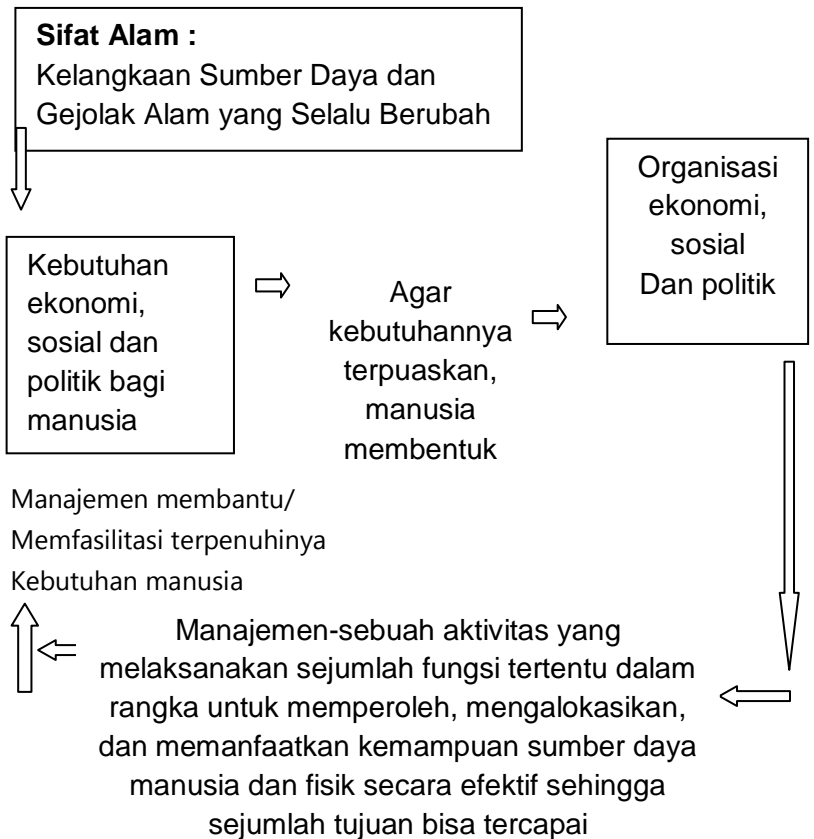 Sifat Alam :
Kelangkaan Sumber Daya dan
Gejolak Alam yang Selalu Berubah
Kebutuhan
ekonomi,
sosial dan
politik bagi
manusia
Agar
kebutuhannya
terpuaskan,
manusia
membentuk
Organisasi
ekonomi,
sosial
Dan politik
Manajemen-sebuah aktivitas yang
melaksanakan sejumlah fungsi tertentu dalam
rangka untuk memperoleh, mengalokasikan,
dan memanfaatkan kemampuan sumber daya
manusia dan fisik secara efektif sehingga
sejumlah tujuan bisa tercapai
Manajemen membantu/
Memfasilitasi terpenuhinya
Kebutuhan manusia